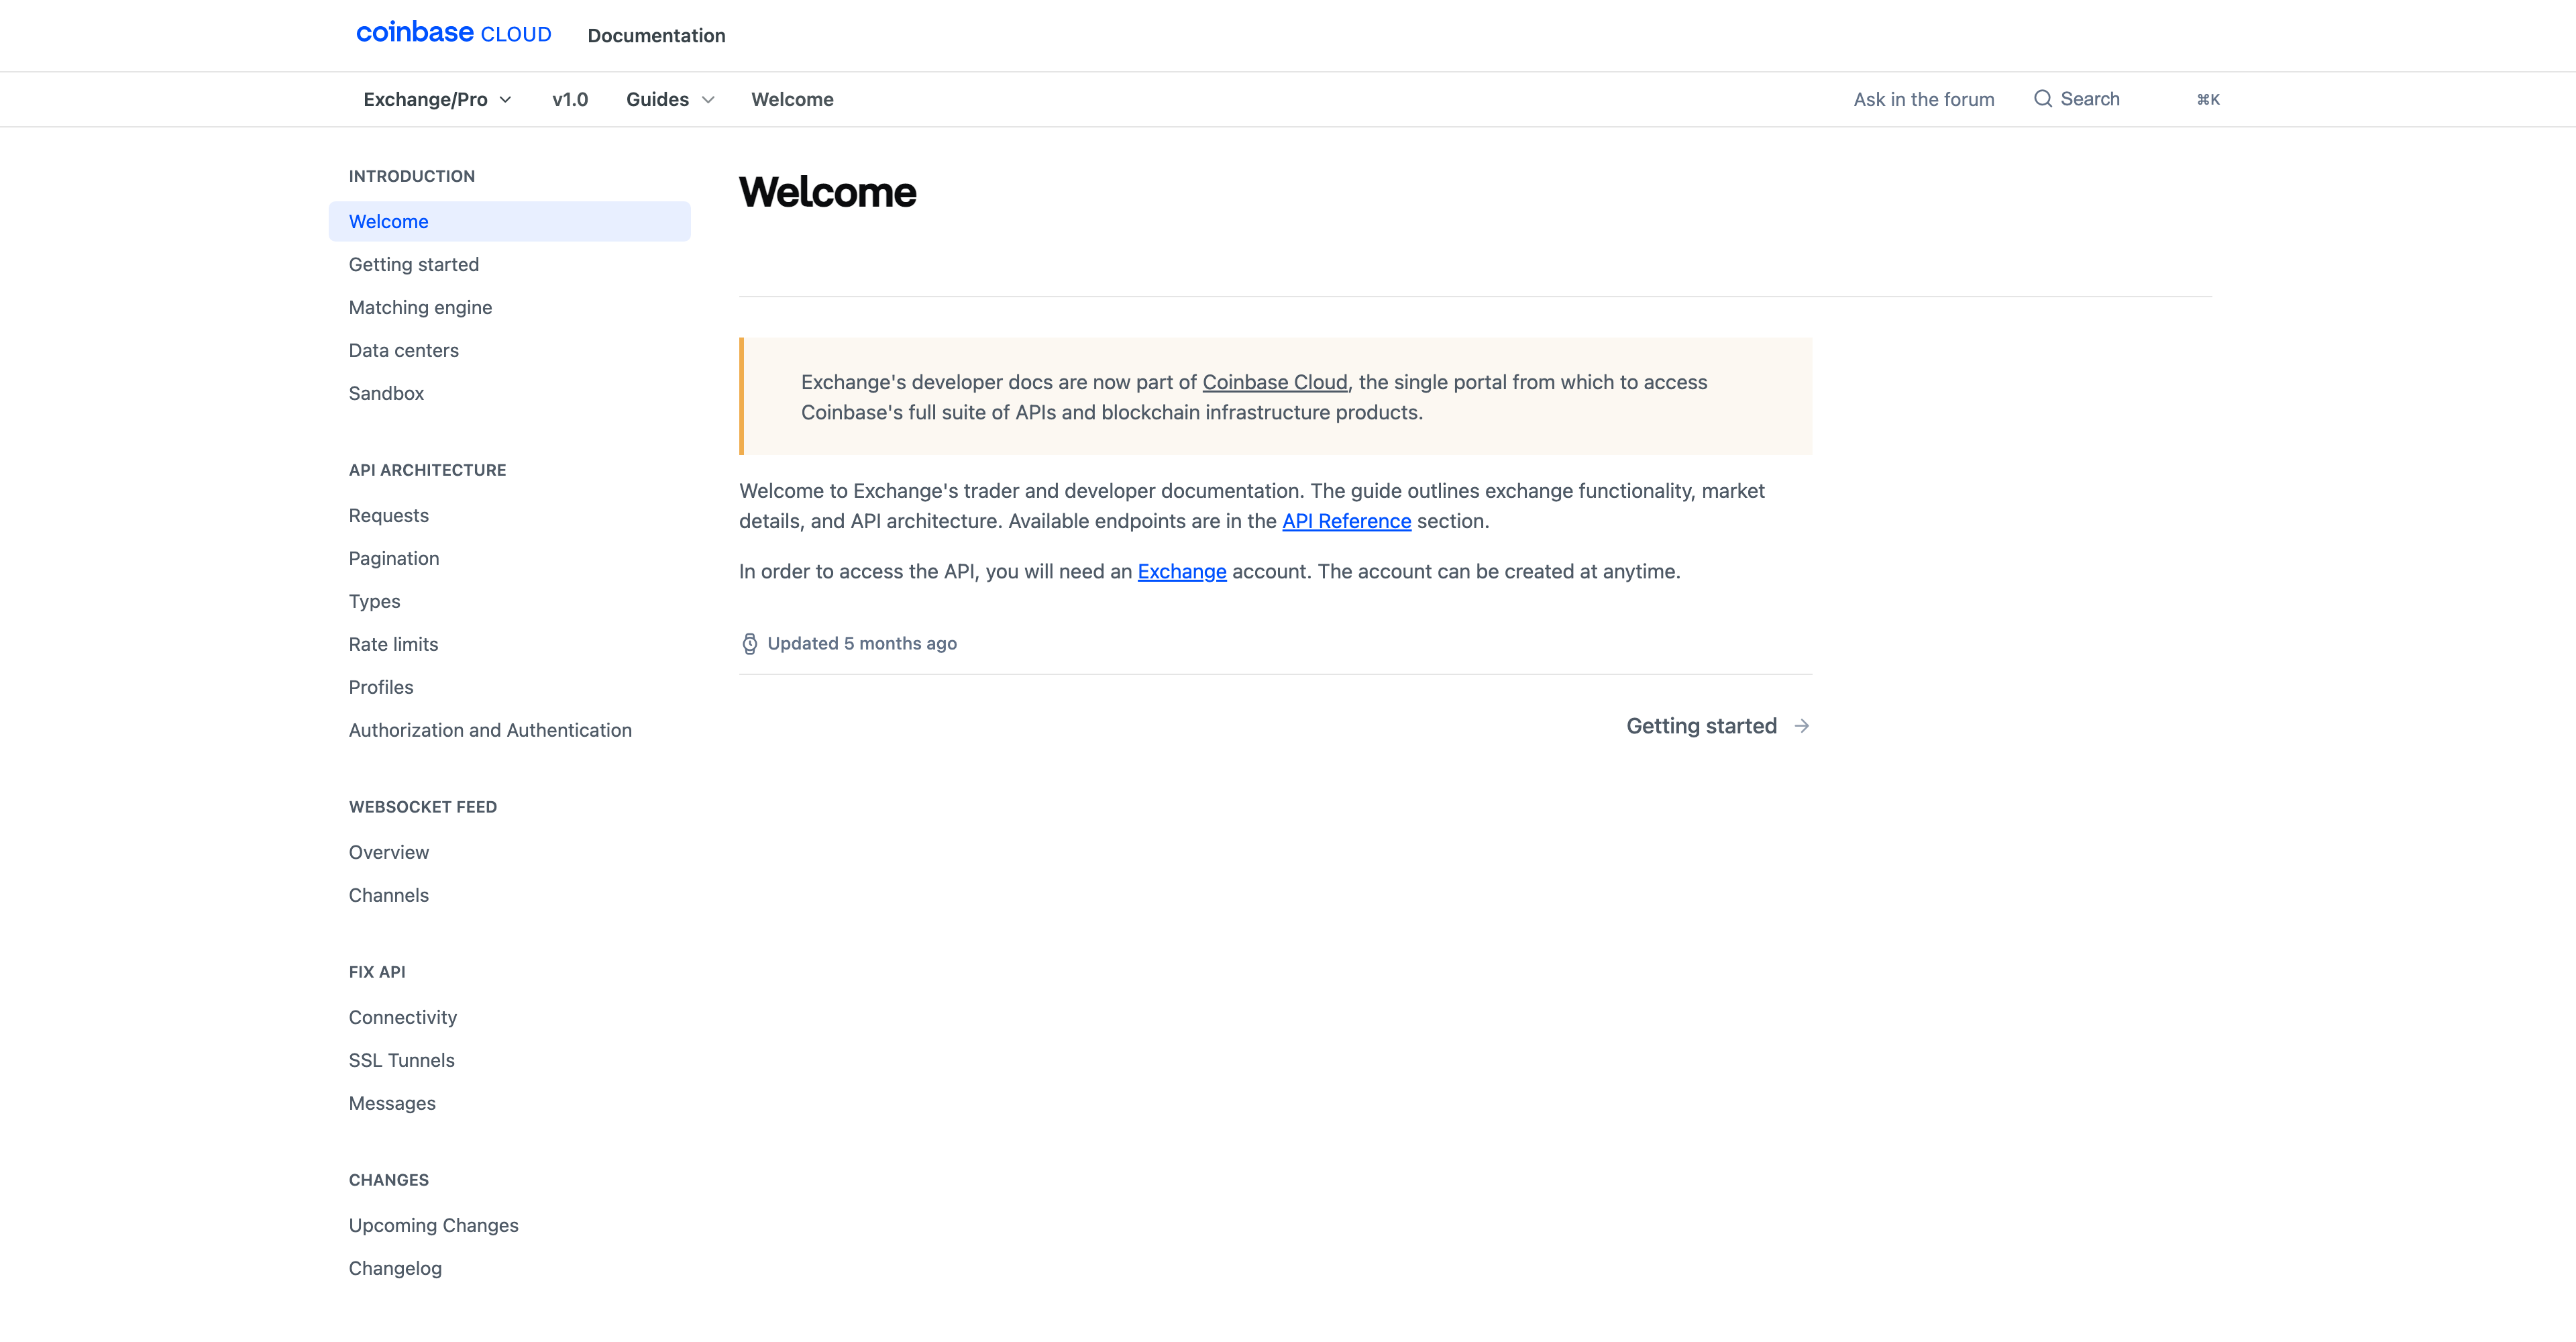 coinbase CLOUD Documentation
Exchange/Pro v1.0 Guides Welcome Ask in the forum Search ⌘K
INTRODUCTION
Welcome
Getting started
Matching engine
Data centers
Sandbox
API ARCHITECTURE
Requests
Pagination
Types
Rate limits
Profiles
Authorization and Authentication
WEBSOCKET FEED
Overview
Channels
FIX API
Connectivity
SSL Tunnels
Messages
CHANGES
Upcoming Changes
Changelog
Welcome
Exchange's developer docs are now part of Coinbase Cloud, the single portal from which to access
Coinbase's full suite of APIs and blockchain infrastructure products.
Welcome to Exchange's trader and developer documentation. The guide outlines exchange functionality, market
details, and API architecture. Available endpoints are in the API Reference section.
In order to access the API, you will need an Exchange account. The account can be created at anytime.
Updated 5 months ago
Getting started →